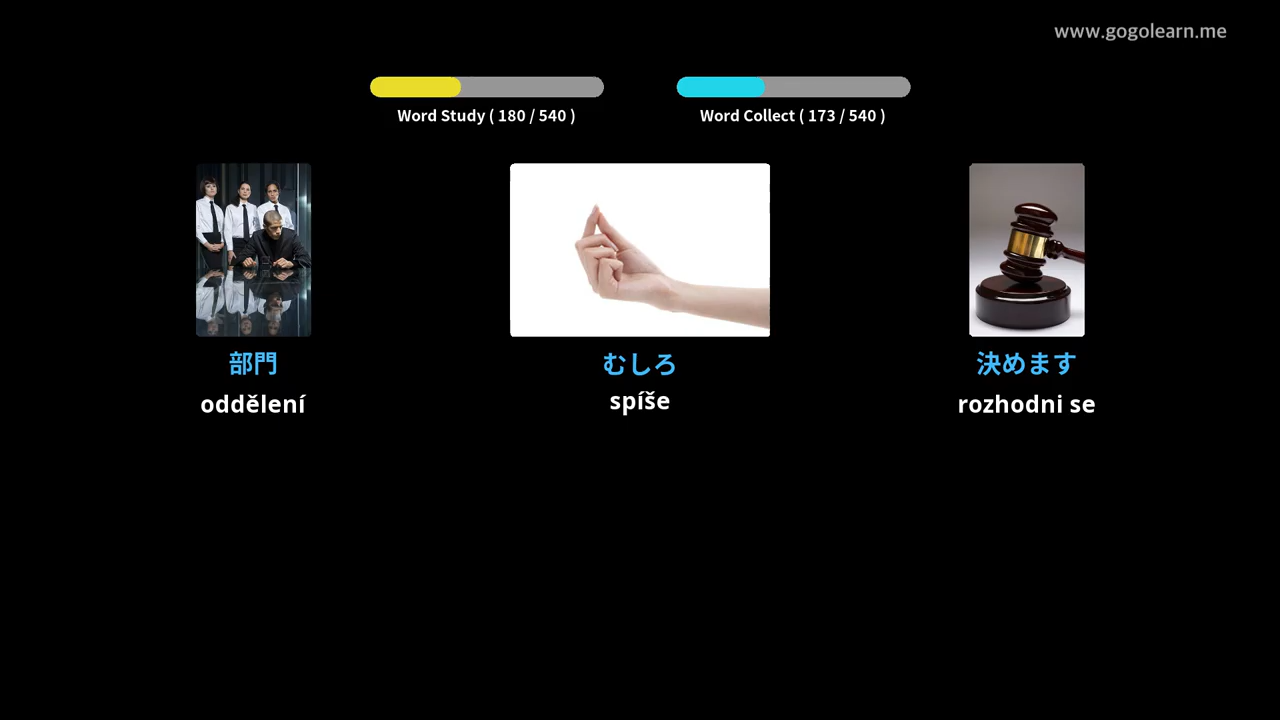 www.gogolearn.me
Word Study ( 180 / 540 )
Word Collect ( 173 / 540 )
部門
むしろ
決めます
oddělení
spíše
rozhodni se